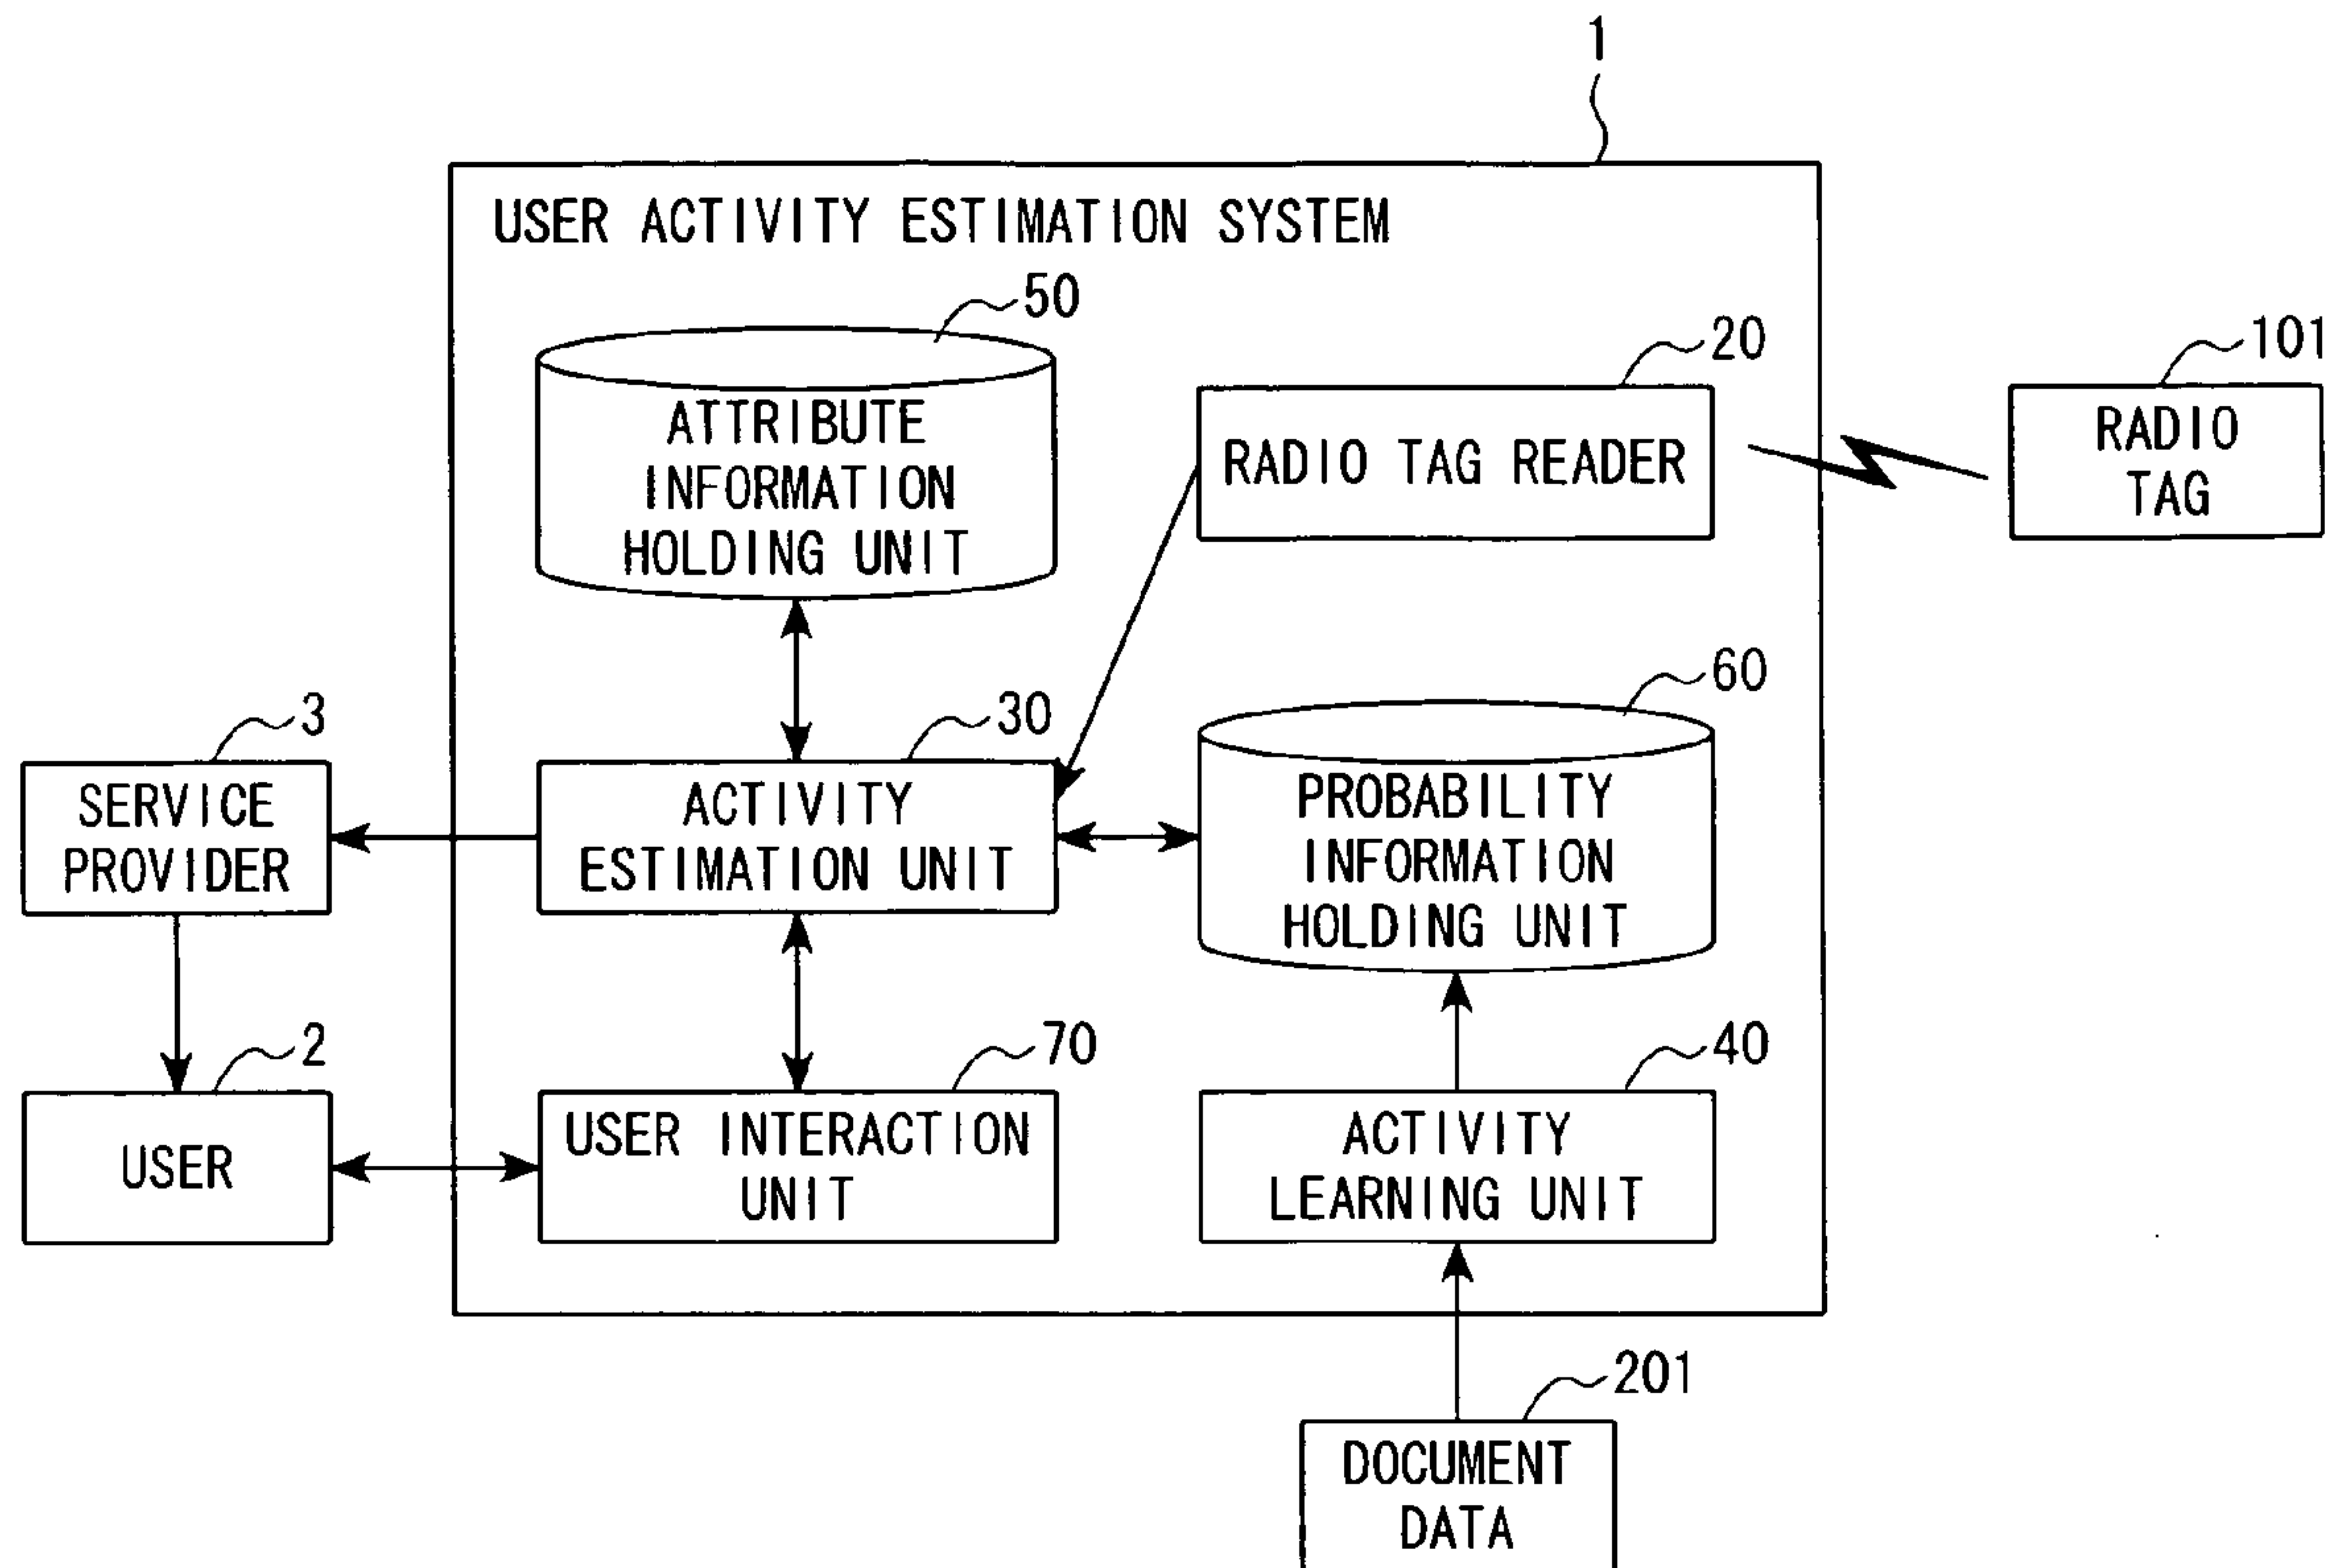 1
USER ACTIVITY ESTIMATION SYSTEM
50
ATTRIBUTE
INFORMATION
HOLDING UNIT
20
RADIO TAG READER
101
RADIO
TAG
3
SERVICE
PROVIDER
30
ACTIVITY
ESTIMATION UNIT
60
PROBABILITY
INFORMATION
HOLDING UNIT
2
USER
70
USER INTERACTION
UNIT
40
ACTIVITY
LEARNING UNIT
201
DOCUMENT
DATA